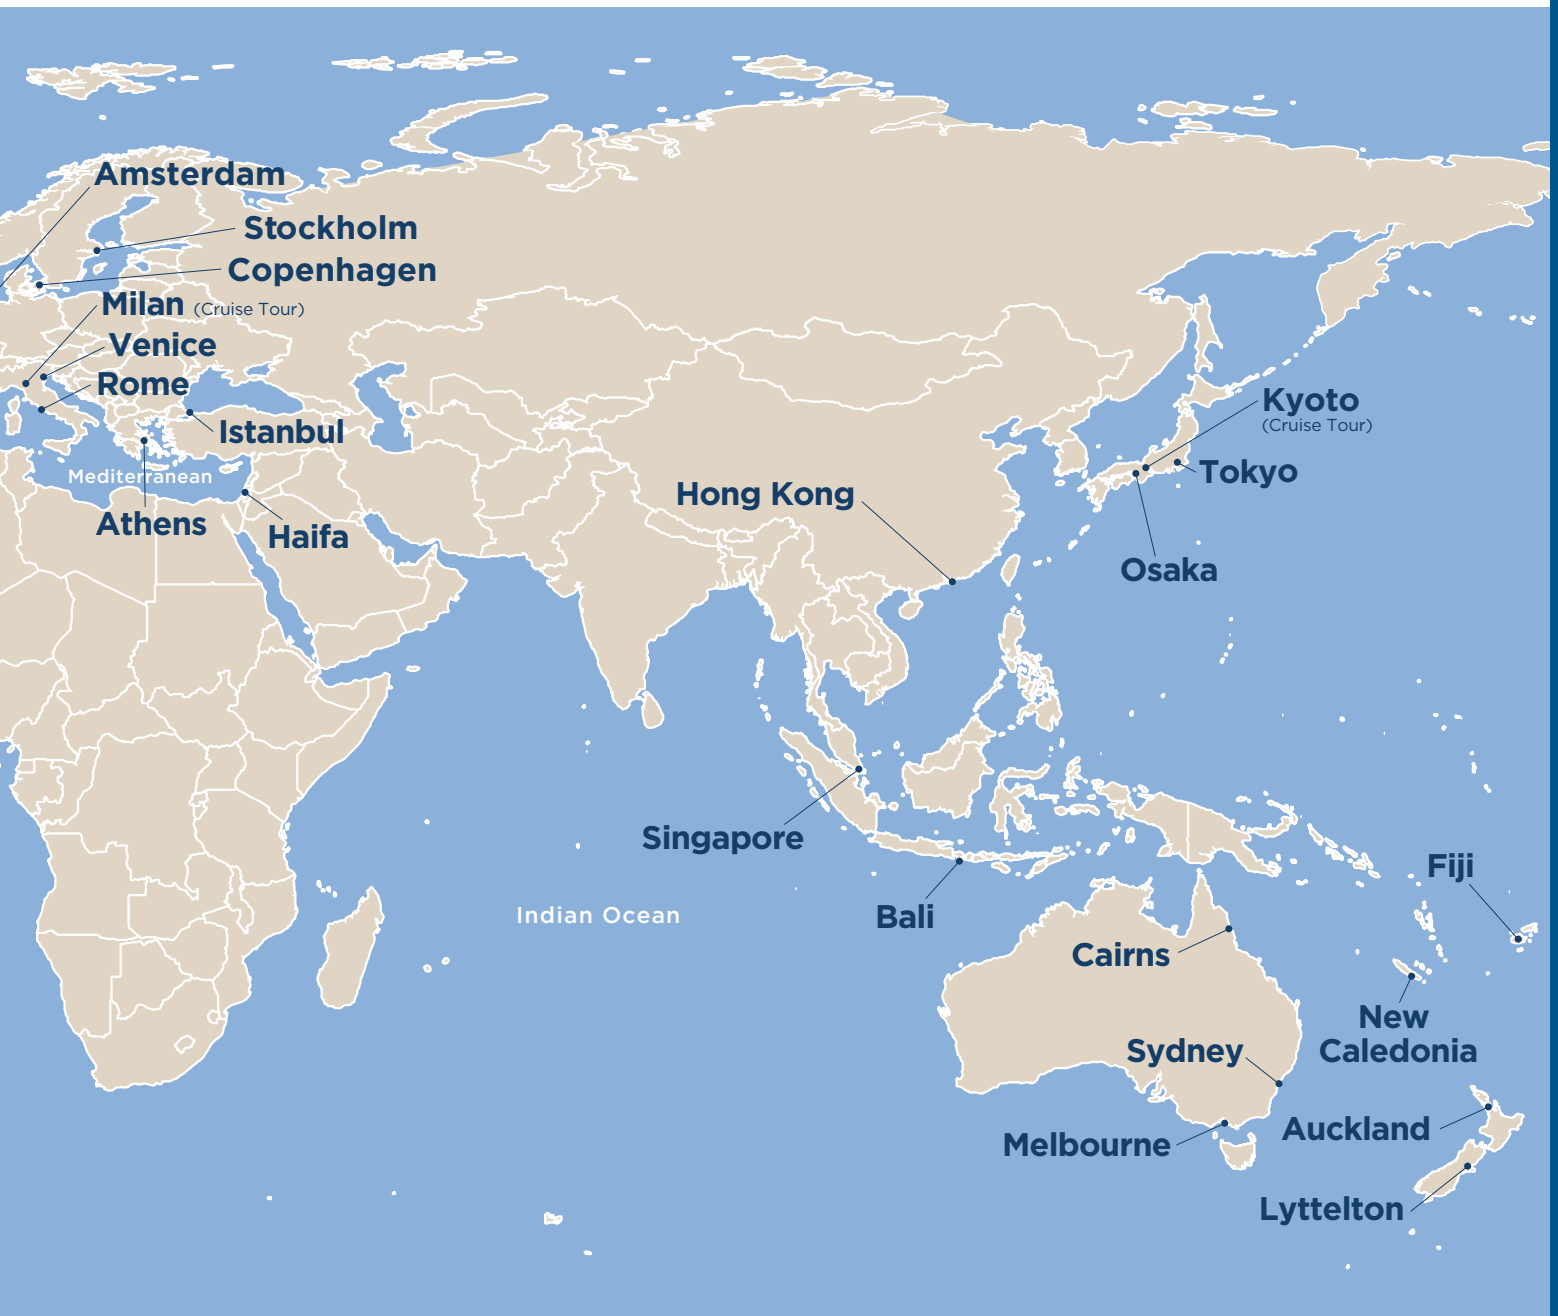 Amsterdam
Stockholm
Copenhagen
Milan (Cruise Tour)
Venice
Rome
Istanbul
Mediterranean
Athens
Haifa
Hong Kong
Kyoto
(Cruise Tour)
Tokyo
Osaka
Singapore
Bali
Indian Ocean
Fiji
Cairns
New
Caledonia
Sydney
Auckland
Melbourne
Lyttelton